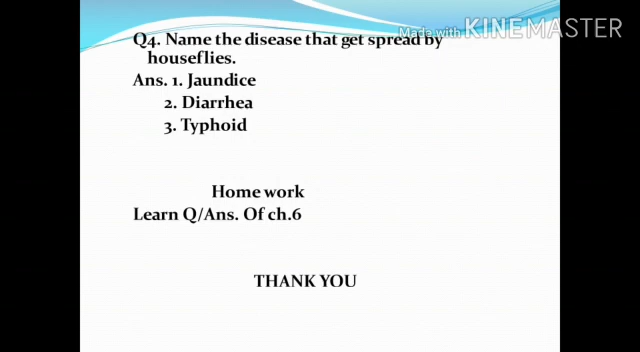 Made with KINEMASTER
Q4. Name the disease that get spread by
houseflies.
Ans. 1. Jaundice
2. Diarrhea
3. Typhoid
Home work
Learn Q/Ans. Of ch.6
THANK YOU